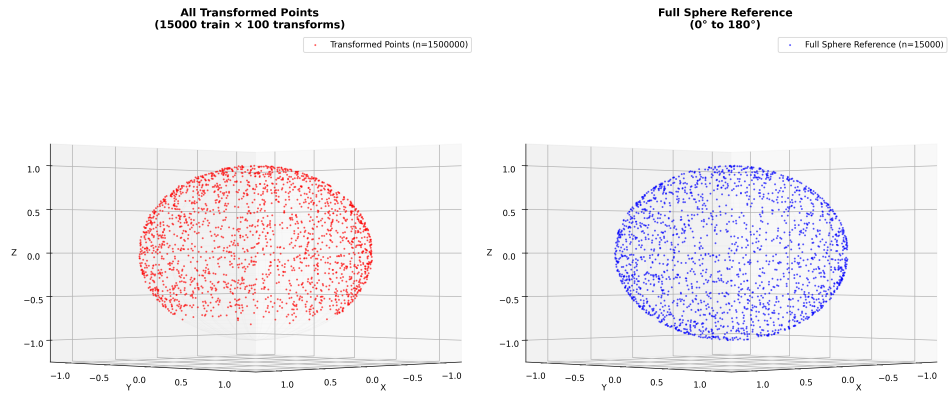 All Transformed Points
(15000 train × 100 transforms)
Transformed Points (n=1500000)
1.0
0.5
Z 0.0
−0.5
−1.0
−1.0 −0.5 0.0 0.5 1.0
Y
1.0 0.5 0.0 −0.5 −1.0
X
Full Sphere Reference
(0° to 180°)
Full Sphere Reference (n=15000)
1.0
0.5
Z 0.0
−0.5
−1.0
−1.0 −0.5 0.0 0.5 1.0
Y
1.0 0.5 0.0 −0.5 −1.0
X